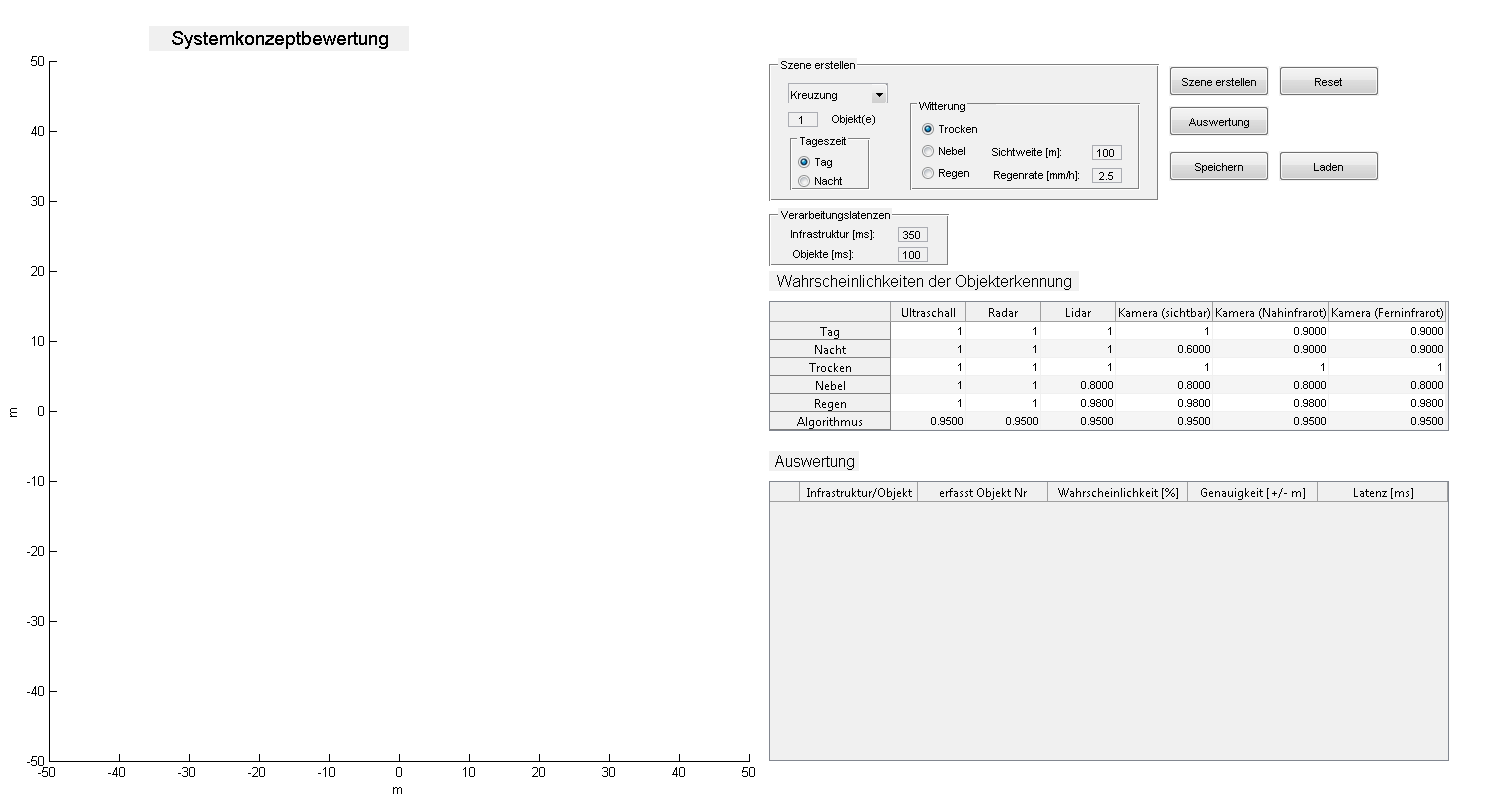 Systemkonzeptbewertung
50
40
30
20
10
0
-10
-20
-30
-40
-50
m
-50 -40 -30 -20 -10 0 10 20 30 40 50
m
Szene erstellen
Kreuzung
1 Objekt(e)
Tageszeit
Tag
Nacht
Witterung
Trocken
Nebel Sichtweite [m]: 100
Regen Regenrate [mm/h]: 2.5
Szene erstellen Reset
Auswertung
Speichern Laden
Verarbeitungslatenzen
Infrastruktur [ms]: 350
Objekte [ms]: 100
Wahrscheinlichkeiten der Objekterkennung
Ultraschall Radar Lidar Kamera (sichtbar) Kamera (Nahinfrarot) Kamera (Ferninfrarot)
Tag 1 1 1 1 0.9000 0.9000
Nacht 1 1 1 0.6000 0.9000 0.9000
Trocken 1 1 1 1 1 1
Nebel 1 1 0.8000 0.8000 0.8000 0.8000
Regen 1 1 0.9800 0.9800 0.9800 0.9800
Algorithmus 0.9500 0.9500 0.9500 0.9500 0.9500 0.9500
Auswertung
Infrastruktur/Objekt erfasst Objekt Nr Wahrscheinlichkeit [%] Genauigkeit [+/- m] Latenz [ms]